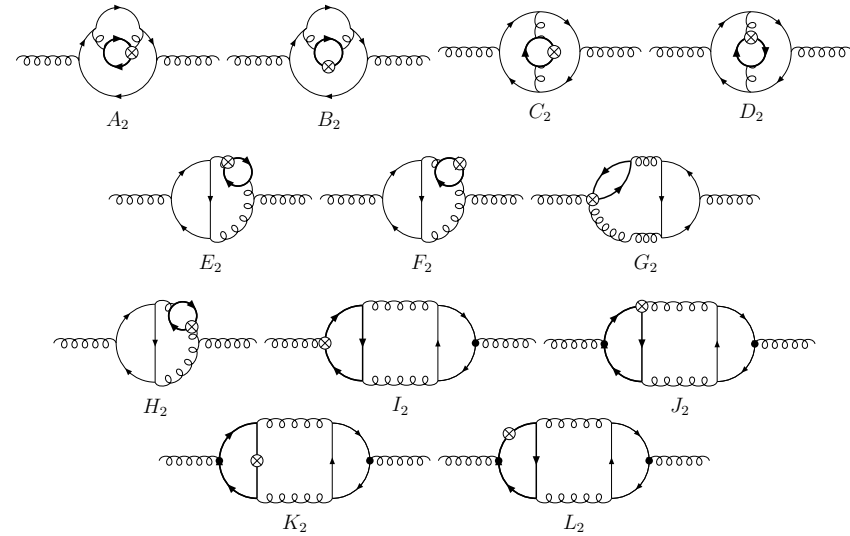 A₂ B₂ C₂ D₂
E₂ F₂ G₂
H₂ I₂ J₂
K₂ L₂